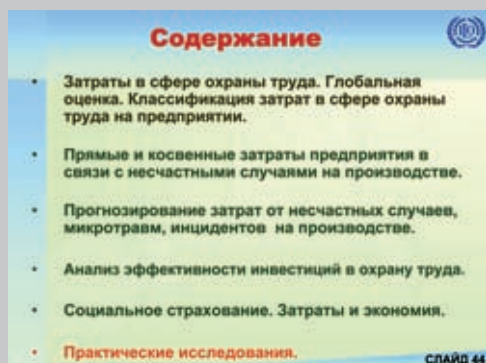 Содержание
• Затраты в сфере охраны труда. Глобальная
оценка. Классификация затрат в сфере охраны
труда на предприятии.
• Прямые и косвенные затраты предприятия в
связи с несчастными случаями на производстве.
• Прогнозирование затрат от несчастных случаев,
микротравм, инцидентов на производстве.
• Анализ эффективности инвестиций в охрану труда.
• Социальное страхование. Затраты и экономия.
• Практические исследования.
СЛАЙД 44